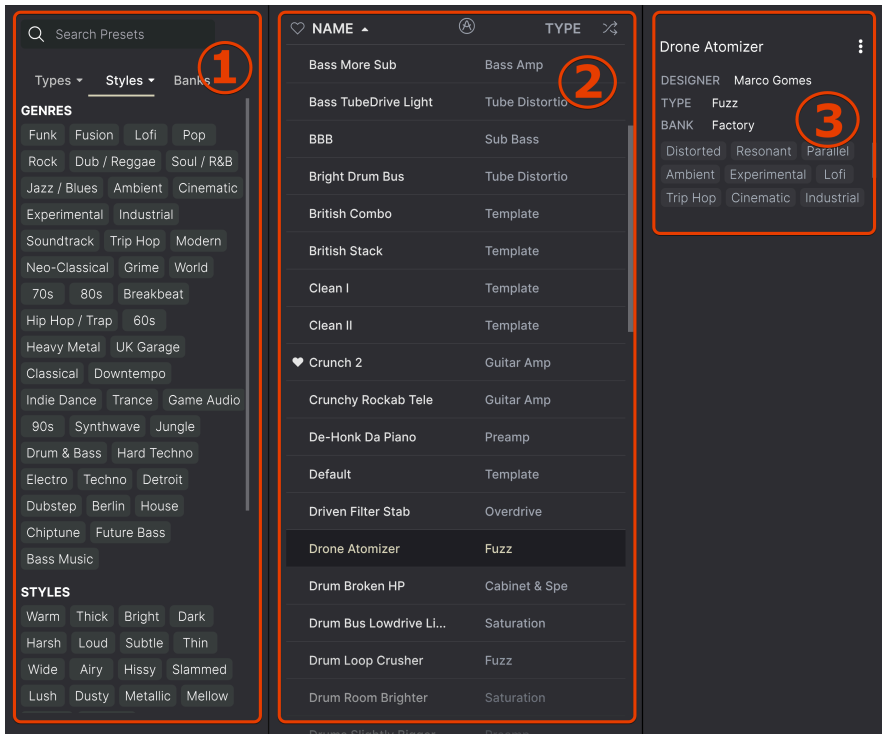 Search Presets
Types Styles Banks
1
GENRES
Funk Fusion Lofi Pop
Rock Dub / Reggae Soul / R&B
Jazz / Blues Ambient Cinematic
Experimental Industrial
Soundtrack Trip Hop Modern
Neo-Classical Grime World
70s 80s Breakbeat
Hip Hop / Trap 60s
Heavy Metal UK Garage
Classical Downtempo
Indie Dance Trance Game Audio
90s Synthwave Jungle
Drum & Bass Hard Techno
Electro Techno Detroit
Dubstep Berlin House
Chiptune Future Bass
Bass Music
STYLES
Warm Thick Bright Dark
Harsh Loud Subtle Thin
Wide Airy Hissy Slammed
Lush Dusty Metallic Mellow
NAME TYPE
2
Bass More Sub Bass Amp
Bass TubeDrive Light Tube Distortio
BBB Sub Bass
Bright Drum Bus Tube Distortio
British Combo Template
British Stack Template
Clean I Template
Clean II Template
Crunch 2 Guitar Amp
Crunchy Rockab Tele Guitar Amp
De-Honk Da Piano Preamp
Default Template
Driven Filter Stab Overdrive
Drone Atomizer Fuzz
Drum Broken HP Cabinet & Spe
Drum Bus Lowdrive Li... Saturation
Drum Loop Crusher Fuzz
Drum Room Brighter Saturation
Drone Atomizer
DESIGNER Marco Gomes
TYPE Fuzz
BANK Factory
3
Distorted Resonant Parallel
Ambient Experimental Lofi
Trip Hop Cinematic Industrial